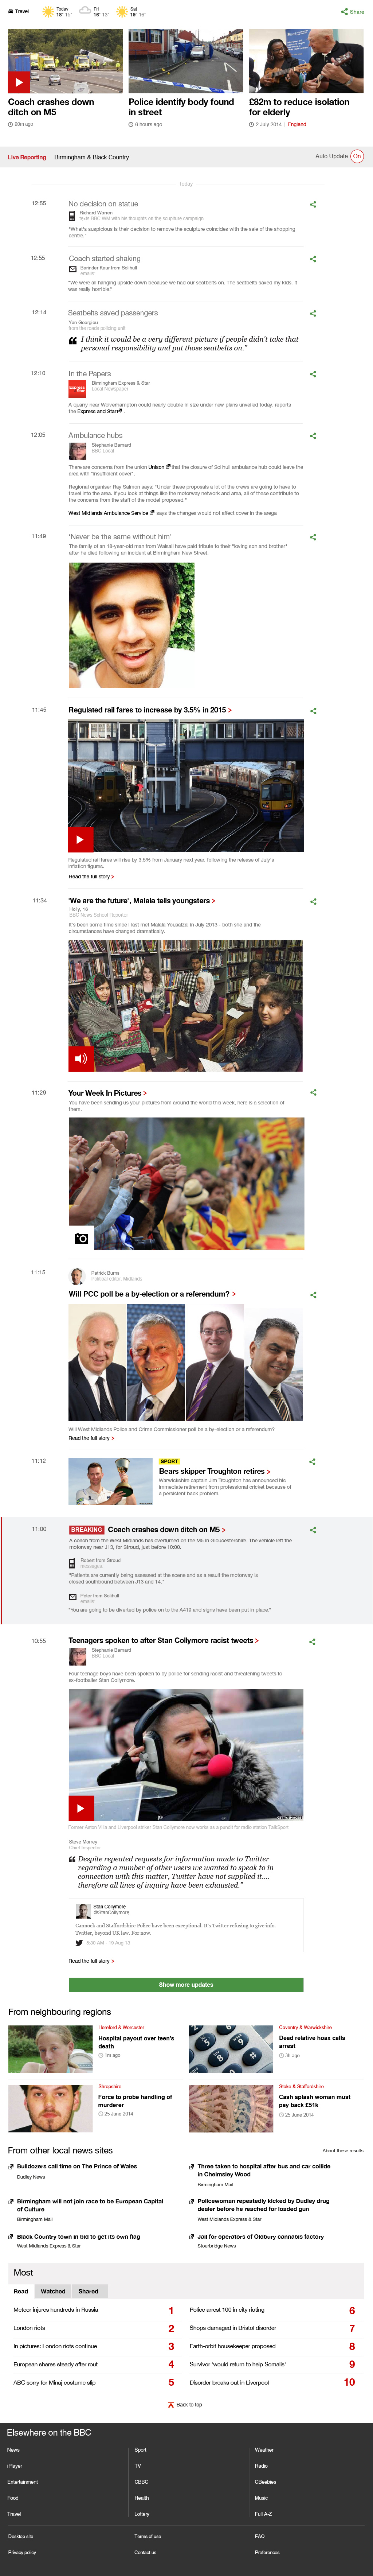 Travel
Today
18° 15°
Fri
16° 13°
Sat
19° 16°
Share
Coach crashes down
ditch on M5
20m ago
Police identify body found
in street
6 hours ago
£82m to reduce isolation
for elderly
2 July 2014 | England
Live Reporting Birmingham & Black Country
Auto Update On
Today
12:55
No decision on statue
Richard Warren
texts BBC WM with his thoughts on the sculpture campaign
"What's suspicious is their decision to remove the sculpture coincides with the sale of the shopping
centre."
12:55
Coach started shaking
Barinder Kaur from Solihull
emails
"We were all hanging upside down because we had our seatbelts on. The seatbelts saved my kids. It
was really horrible."
12:14
Seatbelts saved passengers
Yan Georgiou
from the roads policing unit
I think it would be a very different picture if people didn't take that
personal responsibility and put those seatbelts on."
12:10
In the Papers
Express
Star
Birmingham Express & Star
Local Newspaper
A quarry near Wolverhampton could nearly double in size under new plans unveiled today, reports
the Express and Star
12:05
Ambulance hubs
Stephanie Barnard
BBC Local
There are concerns from the union Unison that the closure of Solihull ambulance hub could leave the
area with "insufficient cover".
Regional organiser Ray Salmon says: "Under these proposals a lot of the crews are going to have to
travel into the area. If you look at things like the motorway network and area, all of these contribute to
the concerns from the staff of the model proposed."
West Midlands Ambulance Service says the changes would not affect cover in the arega
11:49
'Never be the same without him'
The family of an 18-year-old man from Walsall have paid tribute to their "loving son and brother"
after he died following an incident at Birmingham New Street.
11:45
Regulated rail fares to increase by 3.5% in 2015 >
Regulated rail fares will rise by 3.5% from January next year, following the release of July's
inflation figures.
Read the full story >
11:34
'We are the future', Malala tells youngsters >
Holly, 16
BBC News School Reporter
It's been some time since I last met Malala Yousafzai in July 2013 - both she and the
circumstances have changed dramatically.
11:29
Your Week In Pictures >
You have been sending us your pictures from around the world this week, here is a selection of
them.
11:15
Patrick Burns
Political editor, Midlands
Will PCC poll be a by-election or a referendum? >
Will West Midlands Police and Crime Commissioner poll be a by-election or a referendum?
Read the full story >
11:12
SPORT
Bears skipper Troughton retires >
Warwickshire captain Jim Troughton has announced his
immediate retirement from professional cricket because of
a persistent back problem.
11:00
BREAKING Coach crashes down ditch on M5 >
A coach from the West Midlands has overturned on the M5 in Gloucestershire. The vehicle left the
motorway near J13, for Stroud, just before 10:00.
Robert from Stroud
messages
"Patients are currently being assessed at the scene and as a result the motorway is
closed southbound between J13 and 14."
Peter from Solihull
emails
"You are going to be diverted by police on to the A419 and signs have been put in place."
10:55
Teenagers spoken to after Stan Collymore racist tweets >
Stephanie Barnard
BBC Local
Four teenage boys have been spoken to by police for sending racist and threatening tweets to
ex-footballer Stan Collymore.
Former Aston Villa and Liverpool striker Stan Collymore now works as a pundit for radio station TalkSport
Steve Morrey
Chief Inspector
Despite repeated requests for information made to Twitter
regarding a number of other users we wanted to speak to in
connection with this matter, Twitter have not supplied it....
therefore all lines of inquiry have been exhausted."
Stan Collymore
@StanCollymore
Cannock and Staffordshire Police have been exceptional. It's Twitter refusing to give info.
Twitter, beyond UK law. For now.
Read the full story >
Show more updates
From neighbouring regions
Hereford & Worcester
Hospital payout over teen's
death
1m ago
Coventry & Warwickshire
Dead relative hoax calls
arrest
3h ago
Shropshire
Force to probe handling of
murderer
25 June 2014
Stoke & Staffordshire
Cash splash woman must
pay back £51k
25 June 2014
From other local news sites
About these results
Bulldozers call time on The Prince of Wales
Dudley News
Three taken to hospital after bus and car collide
in Chelmsley Wood
Birmingham Mail
Birmingham will not join race to be European Capital
of Culture
Birmingham Mail
Policewoman repeatedly kicked by Dudley drug
dealer before he reached for loaded gun
West Midlands Express & Star
Black Country town in bid to get its own flag
West Midlands Express & Star
Jail for operators of Oldbury cannabis factory
Stourbridge News
Most
Read Watched Shared
Meteor injures hundreds in Russia 1
London riots 2
In pictures: London riots continue 3
European shares steady after rout 4
ABC sorry for Minaj costume slip 5
Police arrest 100 in city rioting 6
Shops damaged in Bristol disorder 7
Earth-orbit housekeeper proposed 8
Survivor 'would return to help Somalis' 9
Disorder breaks out in Liverpool 10
Back to top
Elsewhere on the BBC
News
Sport
Weather
iPlayer
TV
Radio
Entertainment
CBBC
CBeebies
Food
Health
Music
Travel
Lottery
Full A-Z
Desktop site
Terms of use
FAQ
Privacy policy
Contact us
Preferences